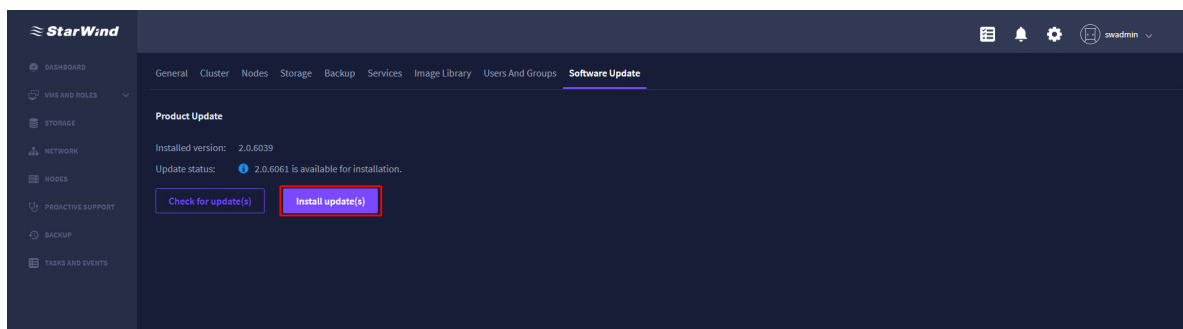 StarWind
swadmin
DASHBOARD
VMS AND ROLES
STORAGE
NETWORK
NODES
PROACTIVE SUPPORT
BACKUP
TASKS AND EVENTS
General Cluster Nodes Storage Backup Services Image Library Users And Groups Software Update
Product Update
Installed version: 2.0.6039
Update status: 2.0.6061 is available for installation.
Check for update(s) Install update(s)